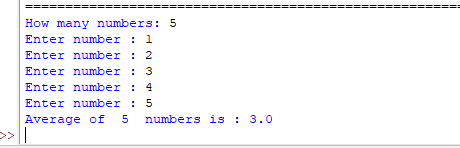 ================================================================
How many numbers: 5
Enter number : 1
Enter number : 2
Enter number : 3
Enter number : 4
Enter number : 5
Average of  5  numbers is : 3.0
>>